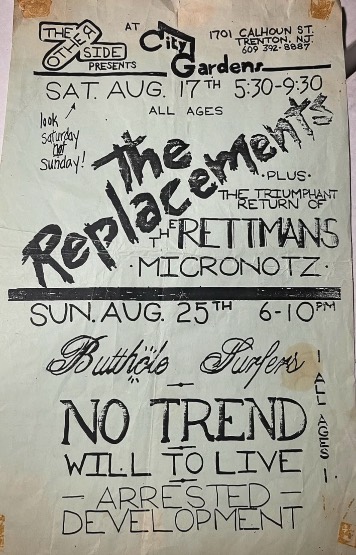 THE OTHER SIDE
PRESENTS
AT City Gardens
1701 CALHOUN ST.
TRENTON, N.J.
609 392-8887
SAT. AUG. 17TH 5:30-9:30
ALL AGES
look
saturday
not
Sunday!
The
Replacements
·PLUS·
THE TRIUMPHANT
RETURN OF
THE RETTMANS
·MICRONOTZ·
SUN. AUG. 25TH 6-10PM
Butthole Surfers
NO TREND
WILL TO LIVE
— ARRESTED —
DEVELOPMENT
ALL AGES!